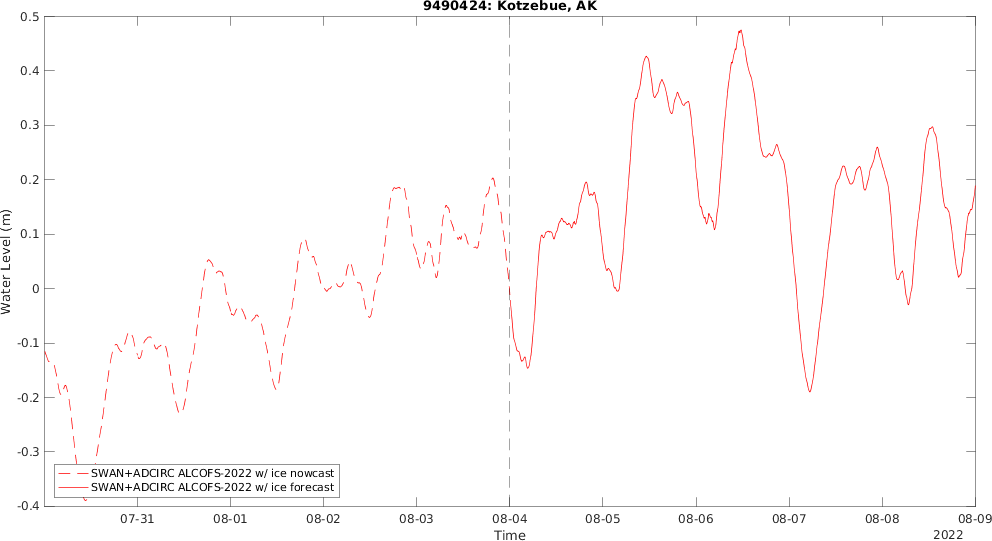 9490424: Kotzebue, AK
0.5
0.4
0.3
0.2
0.1
0
-0.1
-0.2
-0.3
-0.4
Water Level (m)
SWAN+ADCIRC ALCOFS-2022 w/ ice nowcast
SWAN+ADCIRC ALCOFS-2022 w/ ice forecast
07-31 08-01 08-02 08-03 08-04 08-05 08-06 08-07 08-08 08-09
Time
2022